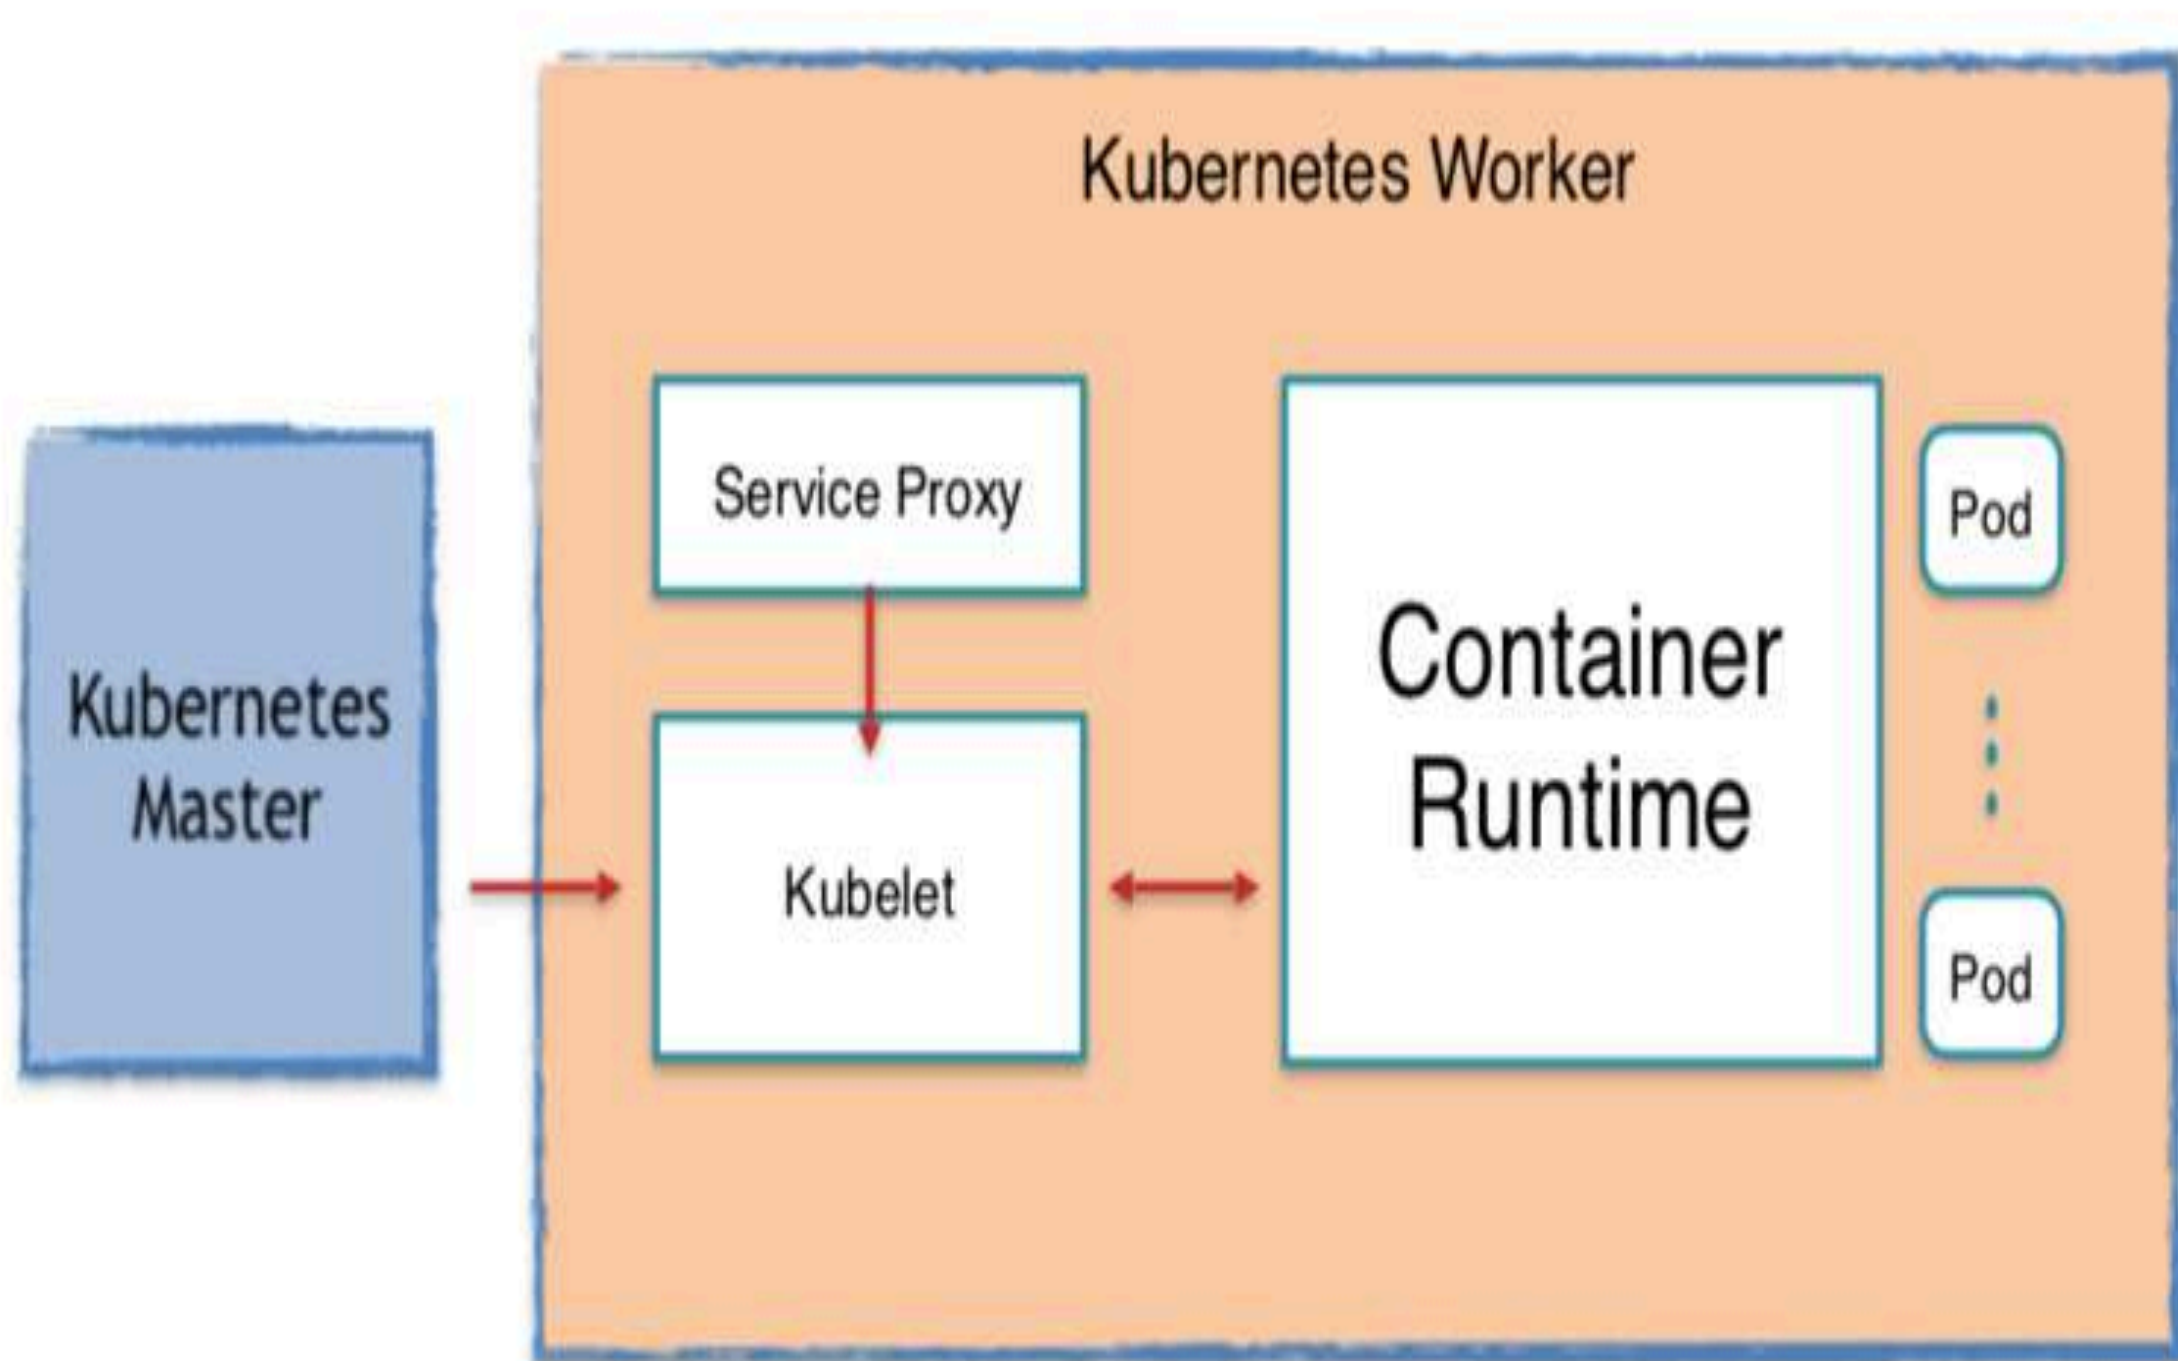 Kubernetes Worker
Service Proxy
Container
Runtime
Pod
Kubernetes
Master
Kubelet
Pod